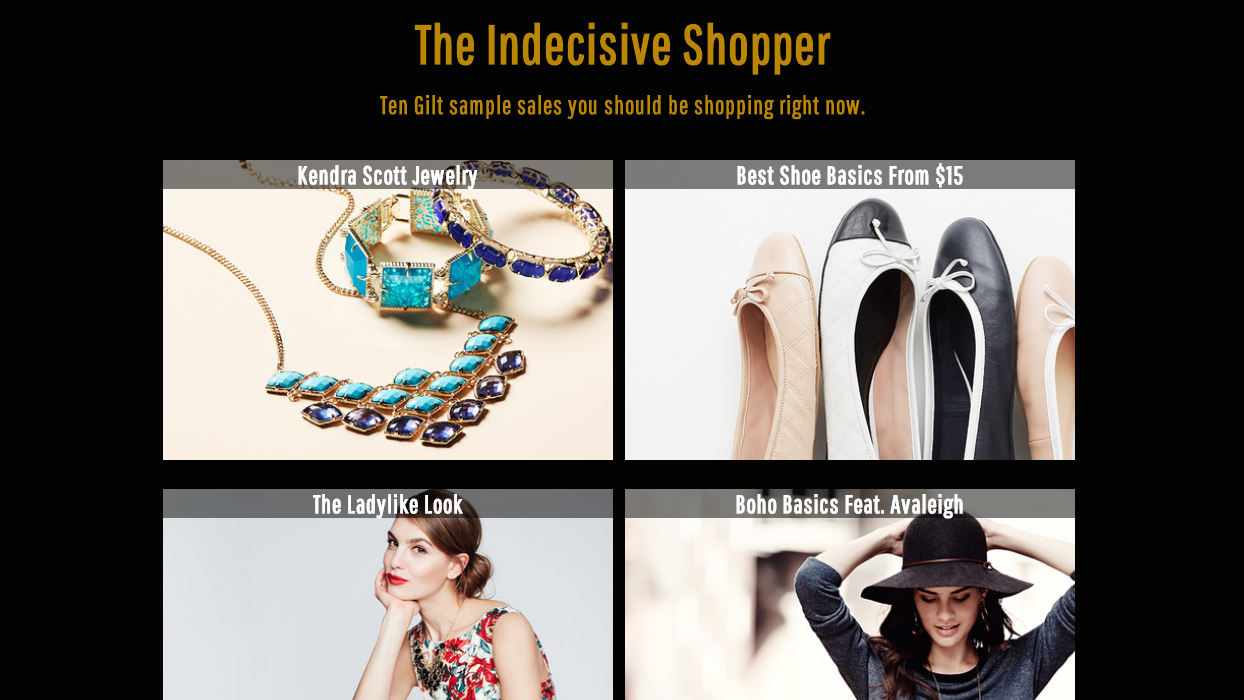 The Indecisive Shopper
Ten Gilt sample sales you should be shopping right now.
Kendra Scott Jewelry
Best Shoe Basics From $15
The Ladylike Look
Boho Basics Feat. Avaleigh